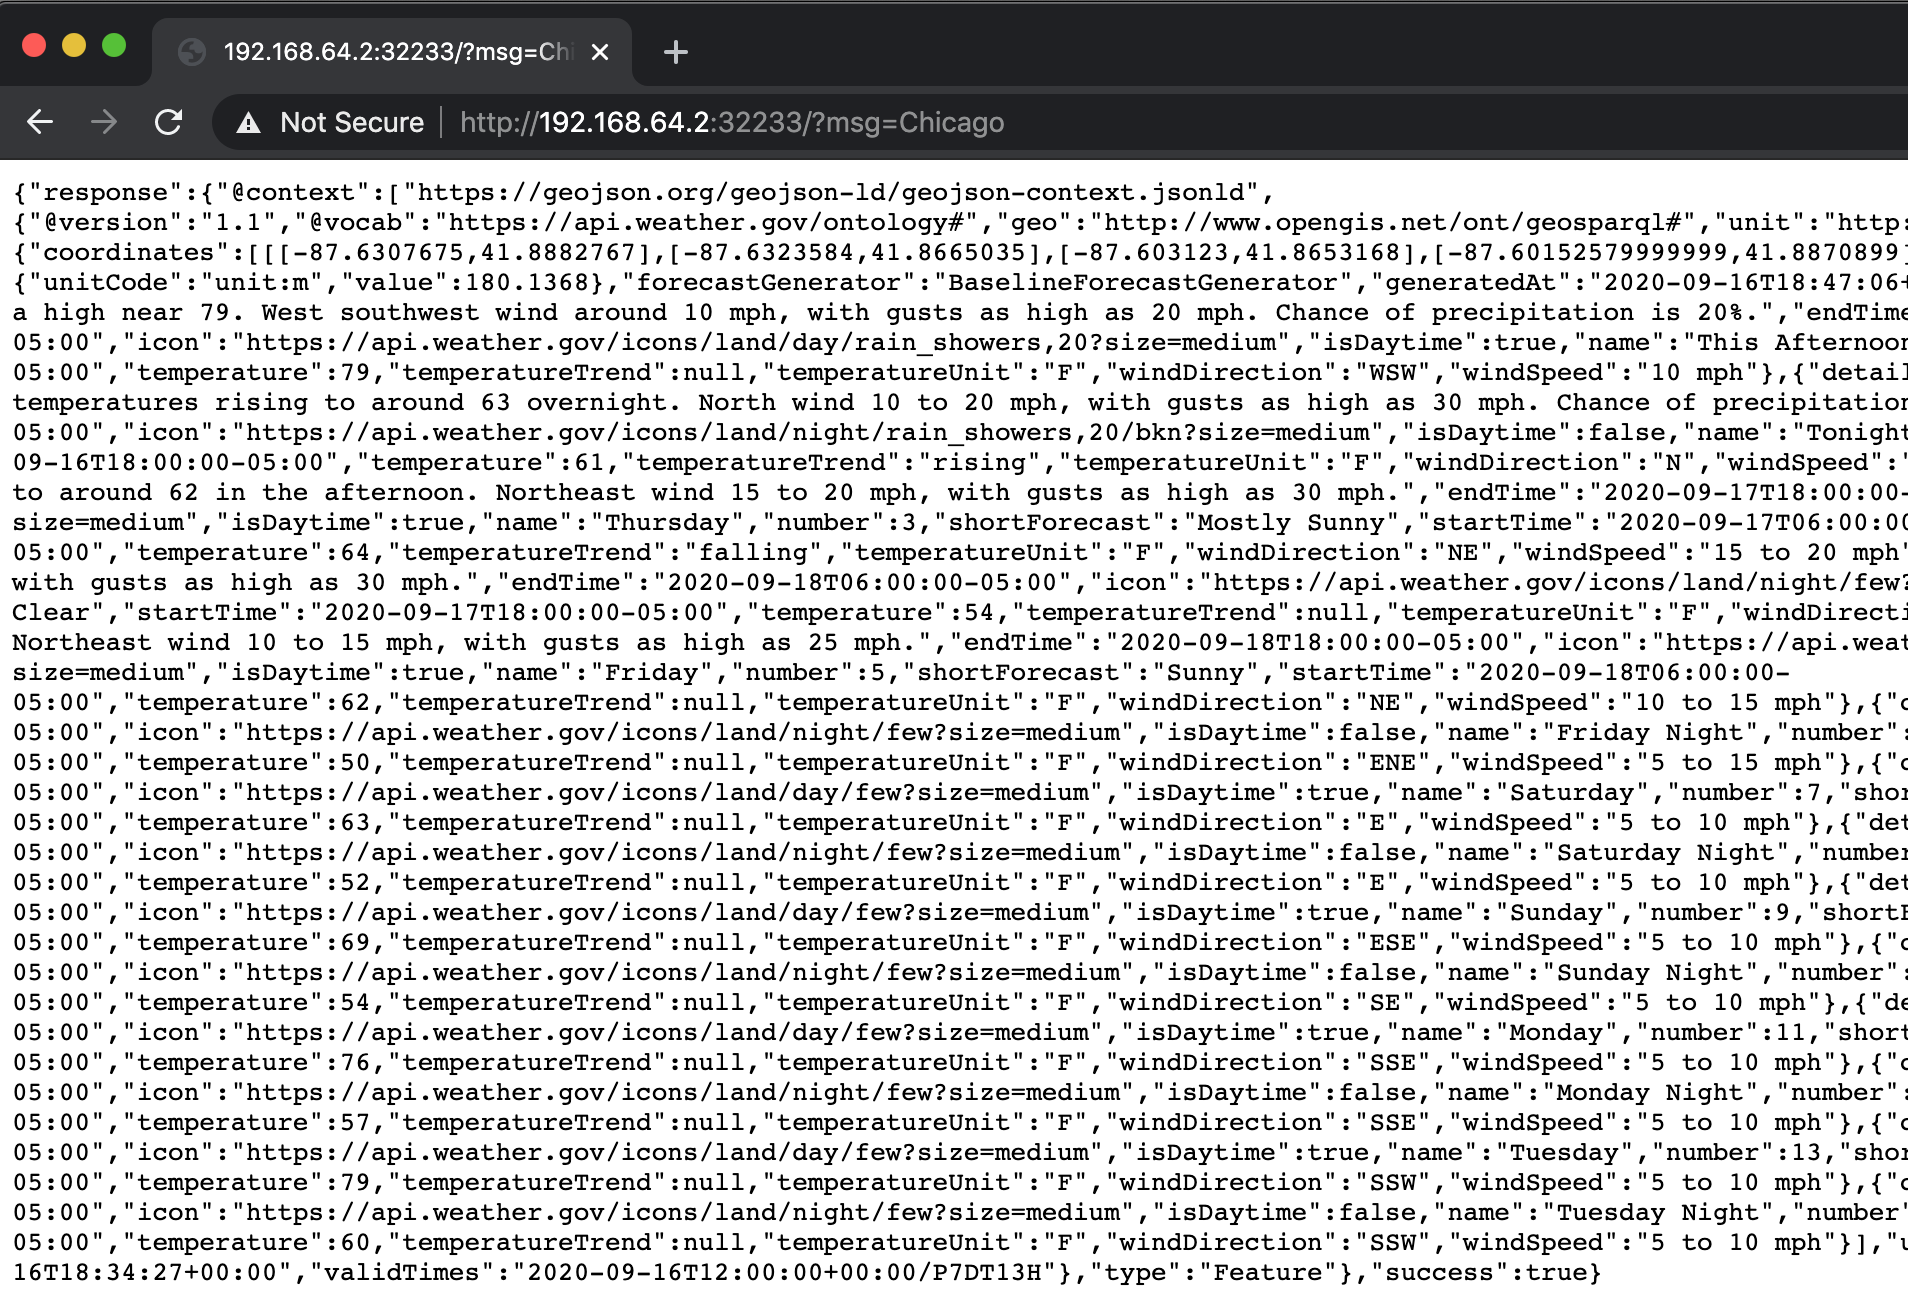 192.168.64.2:32233/?msg=Chi
Not Secure
http://192.168.64.2:32233/?msg=Chicago
{"response":{"@context":["https://geojson.org/geojson-ld/geojson-context.jsonld",
{"@version":"1.1","@vocab":"https://api.weather.gov/ontology#","geo":"http://www.opengis.net/ont/geosparql#","unit":"http:
{"coordinates":[[[-87.6307675,41.8882767],[-87.6323584,41.8665035],[-87.603123,41.8653168],[-87.60152579999999,41.8870899]
{"unitCode":"unit:m","value":180.1368},"forecastGenerator":"BaselineForecastGenerator","generatedAt":"2020-09-16T18:47:06+
a high near 79. West southwest wind around 10 mph, with gusts as high as 20 mph. Chance of precipitation is 20%.","endTime
05:00","icon":"https://api.weather.gov/icons/land/day/rain_showers,20?size=medium","isDaytime":true,"name":"This Afternoon
05:00","temperature":79,"temperatureTrend":null,"temperatureUnit":"F","windDirection":"WSW","windSpeed":"10 mph"},{"detail
temperatures rising to around 63 overnight. North wind 10 to 20 mph, with gusts as high as 30 mph. Chance of precipitation
05:00","icon":"https://api.weather.gov/icons/land/night/rain_showers,20/bkn?size=medium","isDaytime":false,"name":"Tonight
09-16T18:00:00-05:00","temperature":61,"temperatureTrend":"rising","temperatureUnit":"F","windDirection":"N","windSpeed":"
to around 62 in the afternoon. Northeast wind 15 to 20 mph, with gusts as high as 30 mph.","endTime":"2020-09-17T18:00:00-
size=medium","isDaytime":true,"name":"Thursday","number":3,"shortForecast":"Mostly Sunny","startTime":"2020-09-17T06:00:00
05:00","temperature":64,"temperatureTrend":"falling","temperatureUnit":"F","windDirection":"NE","windSpeed":"15 to 20 mph"
with gusts as high as 30 mph.","endTime":"2020-09-18T06:00:00-05:00","icon":"https://api.weather.gov/icons/land/night/few?
Clear","startTime":"2020-09-17T18:00:00-05:00","temperature":54,"temperatureTrend":null,"temperatureUnit":"F","windDirecti
Northeast wind 10 to 15 mph, with gusts as high as 25 mph.","endTime":"2020-09-18T18:00:00-05:00","icon":"https://api.weat
size=medium","isDaytime":true,"name":"Friday","number":5,"shortForecast":"Sunny","startTime":"2020-09-18T06:00:00-
05:00","temperature":62,"temperatureTrend":null,"temperatureUnit":"F","windDirection":"NE","windSpeed":"10 to 15 mph"},{"d
05:00","icon":"https://api.weather.gov/icons/land/night/few?size=medium","isDaytime":false,"name":"Friday Night","number":
05:00","temperature":50,"temperatureTrend":null,"temperatureUnit":"F","windDirection":"ENE","windSpeed":"5 to 15 mph"},{"d
05:00","icon":"https://api.weather.gov/icons/land/day/few?size=medium","isDaytime":true,"name":"Saturday","number":7,"shor
05:00","temperature":63,"temperatureTrend":null,"temperatureUnit":"F","windDirection":"E","windSpeed":"5 to 10 mph"},{"det
05:00","icon":"https://api.weather.gov/icons/land/night/few?size=medium","isDaytime":false,"name":"Saturday Night","number
05:00","temperature":52,"temperatureTrend":null,"temperatureUnit":"F","windDirection":"E","windSpeed":"5 to 10 mph"},{"det
05:00","icon":"https://api.weather.gov/icons/land/day/few?size=medium","isDaytime":true,"name":"Sunday","number":9,"shortF
05:00","temperature":69,"temperatureTrend":null,"temperatureUnit":"F","windDirection":"ESE","windSpeed":"5 to 10 mph"},{"d
05:00","icon":"https://api.weather.gov/icons/land/night/few?size=medium","isDaytime":false,"name":"Sunday Night","number":
05:00","temperature":54,"temperatureTrend":null,"temperatureUnit":"F","windDirection":"SE","windSpeed":"5 to 10 mph"},{"de
05:00","icon":"https://api.weather.gov/icons/land/day/few?size=medium","isDaytime":true,"name":"Monday","number":11,"short
05:00","temperature":76,"temperatureTrend":null,"temperatureUnit":"F","windDirection":"SSE","windSpeed":"5 to 10 mph"},{"d
05:00","icon":"https://api.weather.gov/icons/land/night/few?size=medium","isDaytime":false,"name":"Monday Night","number":
05:00","temperature":57,"temperatureTrend":null,"temperatureUnit":"F","windDirection":"SSE","windSpeed":"5 to 10 mph"},{"d
05:00","icon":"https://api.weather.gov/icons/land/day/few?size=medium","isDaytime":true,"name":"Tuesday","number":13,"shor
05:00","temperature":79,"temperatureTrend":null,"temperatureUnit":"F","windDirection":"SSW","windSpeed":"5 to 10 mph"},{"d
05:00","icon":"https://api.weather.gov/icons/land/night/few?size=medium","isDaytime":false,"name":"Tuesday Night","number"
05:00","temperature":60,"temperatureTrend":null,"temperatureUnit":"F","windDirection":"SSW","windSpeed":"5 to 10 mph"}],"u
16T18:34:27+00:00","validTimes":"2020-09-16T12:00:00+00:00/P7DT13H"},"type":"Feature"},"success":true}